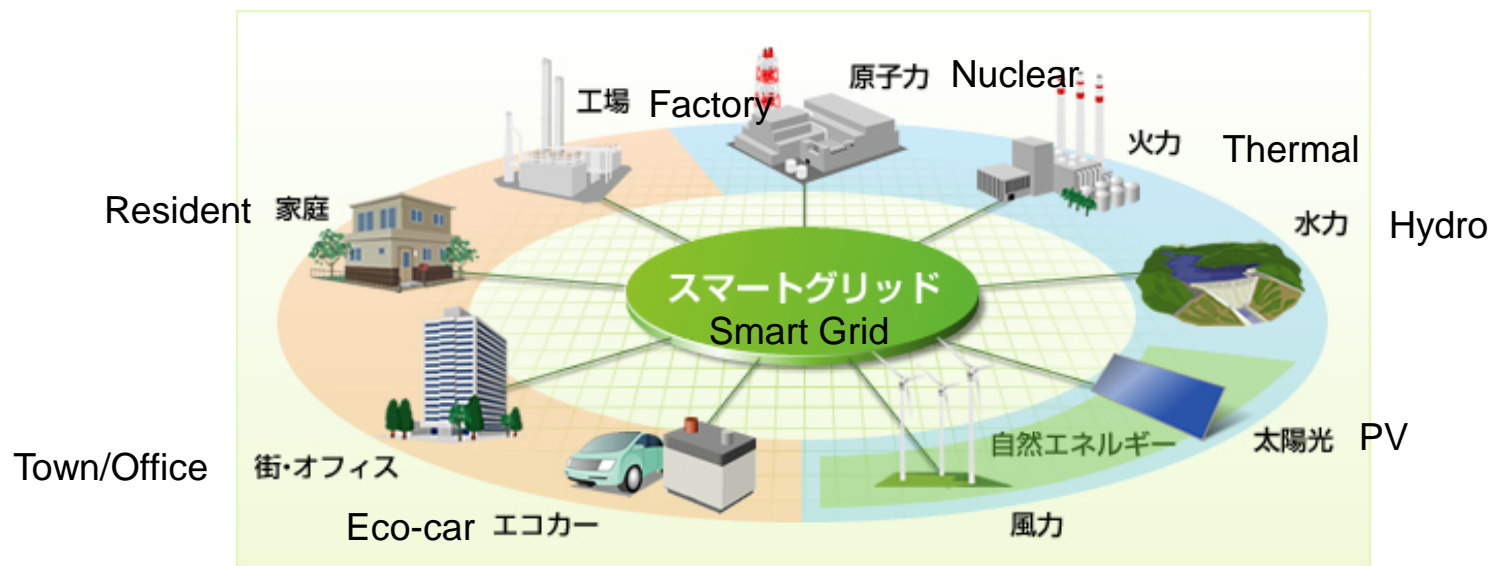 工場 Factory
原子力 Nuclear
火力 Thermal
Resident 家庭
水力 Hydro
スマートグリッド
Smart Grid
自然エネルギー
太陽光 PV
Town/Office 街・オフィス
Eco-car エコカー
風力